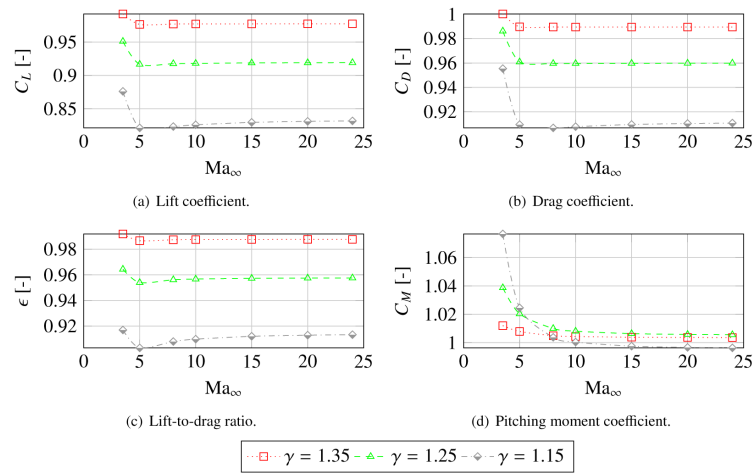 0.95
0.9
0.85
C_L [-]
0 5 10 15 20 25
Ma∞
(a) Lift coefficient.
1
0.98
0.96
0.94
0.92
C_D [-]
0 5 10 15 20 25
Ma∞
(b) Drag coefficient.
0.98
0.96
0.94
0.92
ϵ [-]
0 5 10 15 20 25
Ma∞
(c) Lift-to-drag ratio.
1.06
1.04
1.02
1
C_M [-]
0 5 10 15 20 25
Ma∞
(d) Pitching moment coefficient.
γ = 1.35 γ = 1.25 γ = 1.15